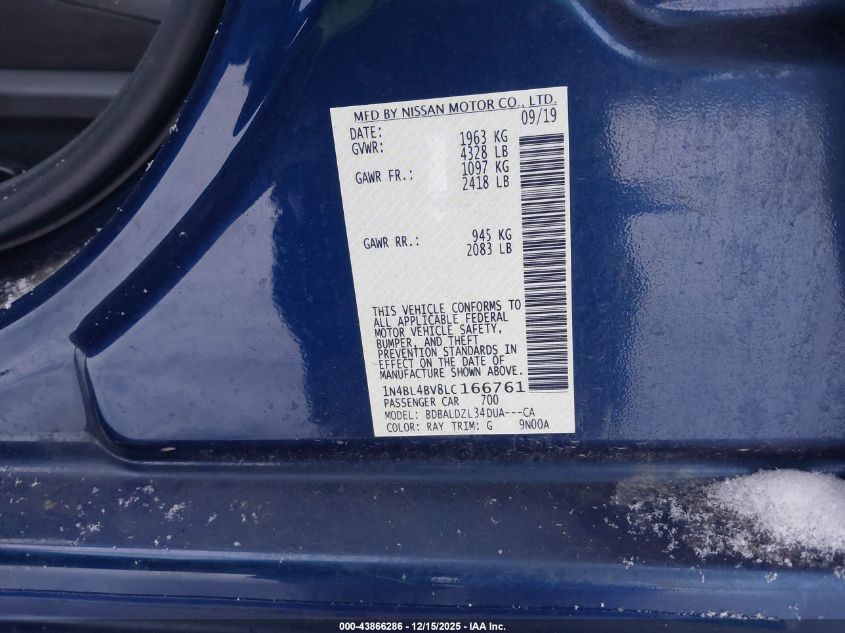 MFD BY NISSAN MOTOR CO., LTD.
DATE: 09/19
GVWR: 1963 KG
4328 LB
GAWR FR.: 1097 KG
2418 LB
GAWR RR.: 945 KG
2083 LB
THIS VEHICLE CONFORMS TO
ALL APPLICABLE FEDERAL
MOTOR VEHICLE SAFETY,
BUMPER, AND THEFT
PREVENTION STANDARDS IN
EFFECT ON THE DATE OF
MANUFACTURE SHOWN ABOVE.
1N4BL4BV8LC166761
PASSENGER CAR 700
MODEL: BDBALDZL34DUA---CA
COLOR: RAY TRIM: G 9N00A
000-43866286 - 12/15/2025 - IAA Inc.